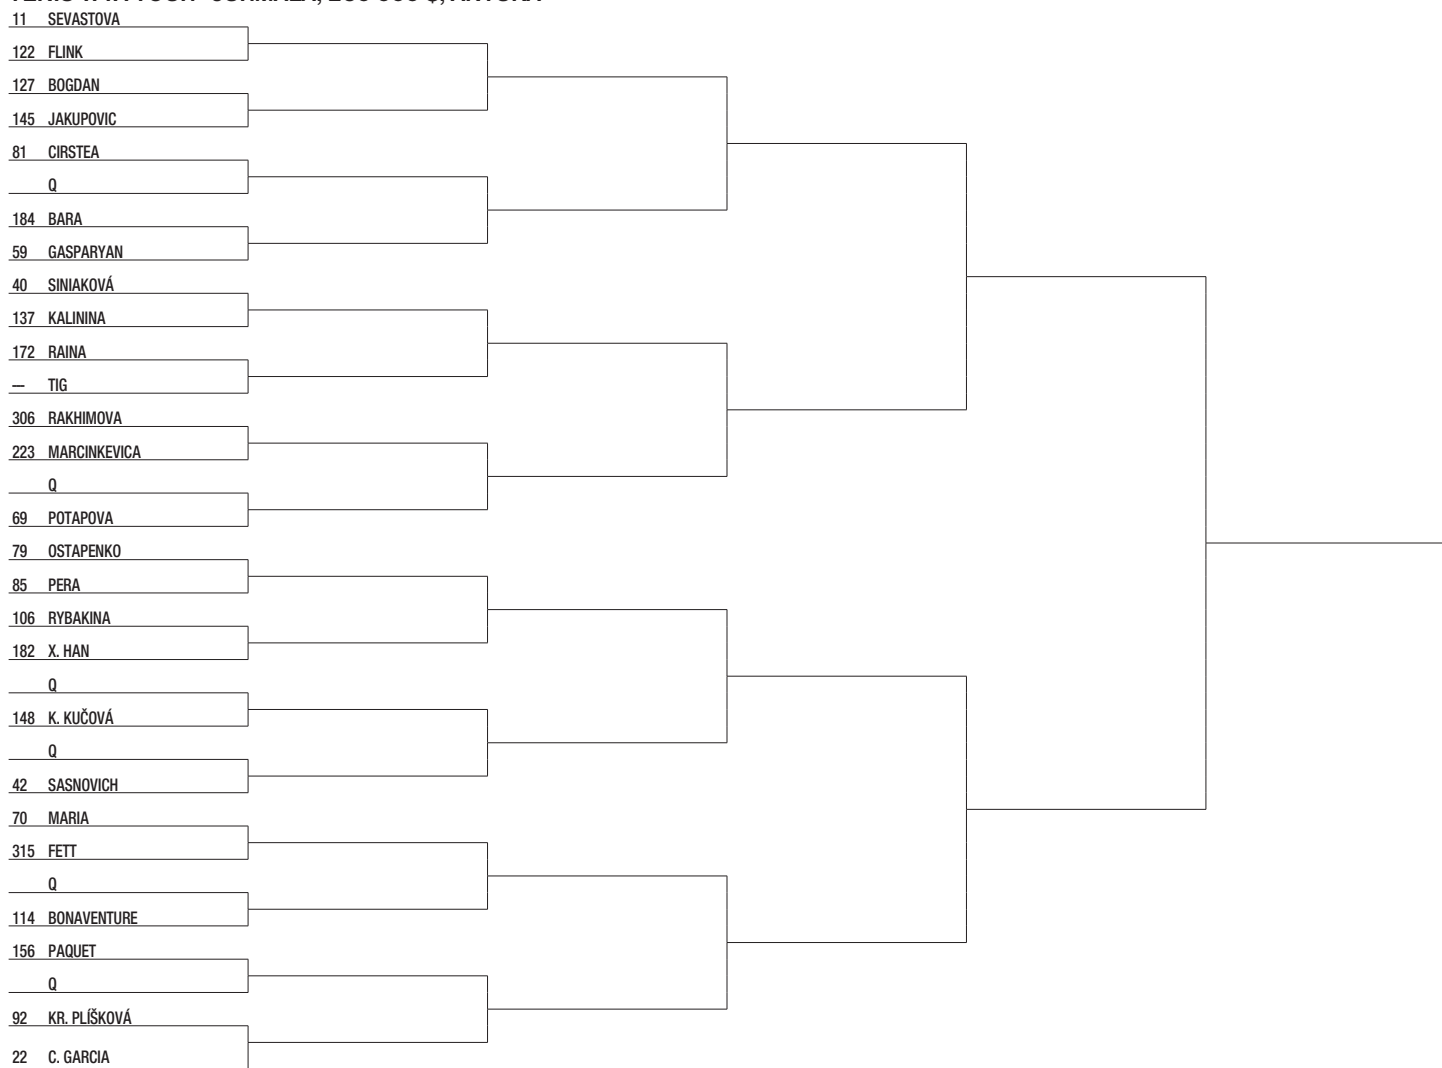 11 SEVASTOVA
122 FLINK
127 BOGDAN
145 JAKUPOVIC
81 CIRSTEA
Q
184 BARA
59 GASPARYAN
40 SINIAKOVÁ
137 KALININA
172 RAINA
— TIG
306 RAKHIMOVA
223 MARCINKEVICA
Q
69 POTAPOVA
79 OSTAPENKO
85 PERA
106 RYBAKINA
182 X. HAN
Q
148 K. KUČOVÁ
Q
42 SASNOVICH
70 MARIA
315 FETT
Q
114 BONAVENTURE
156 PAQUET
Q
92 KR. PLÍŠKOVÁ
22 C. GARCIA